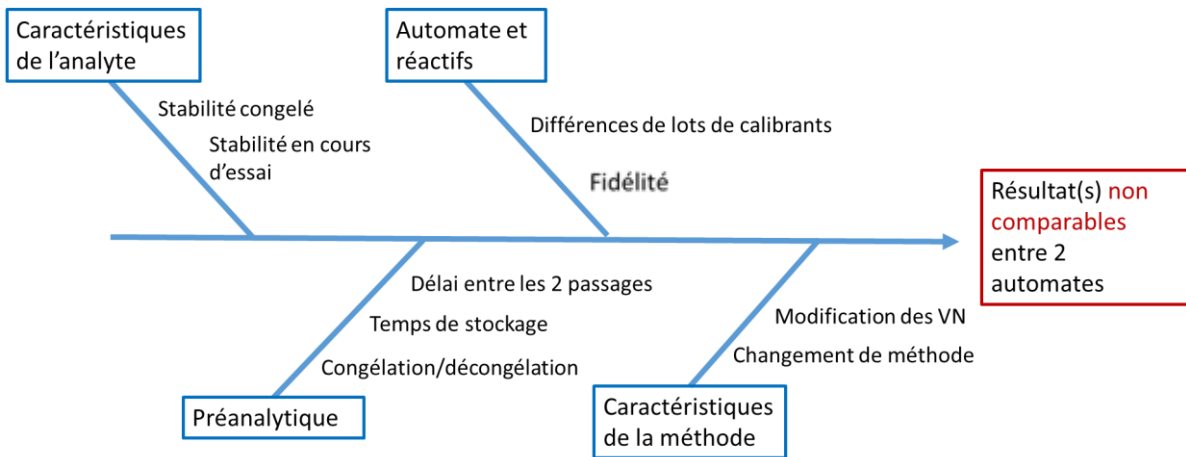 Caractéristiques
de l'analyte
Automate et
réactifs
Stabilité congelé
Stabilité en cours
d'essai
Différences de lots de calibrants
Fidélité
Résultat(s) non
comparables
entre 2
automates
Délai entre les 2 passages
Temps de stockage
Congélation/décongélation
Préanalytique
Modification des VN
Changement de méthode
Caractéristiques
de la méthode